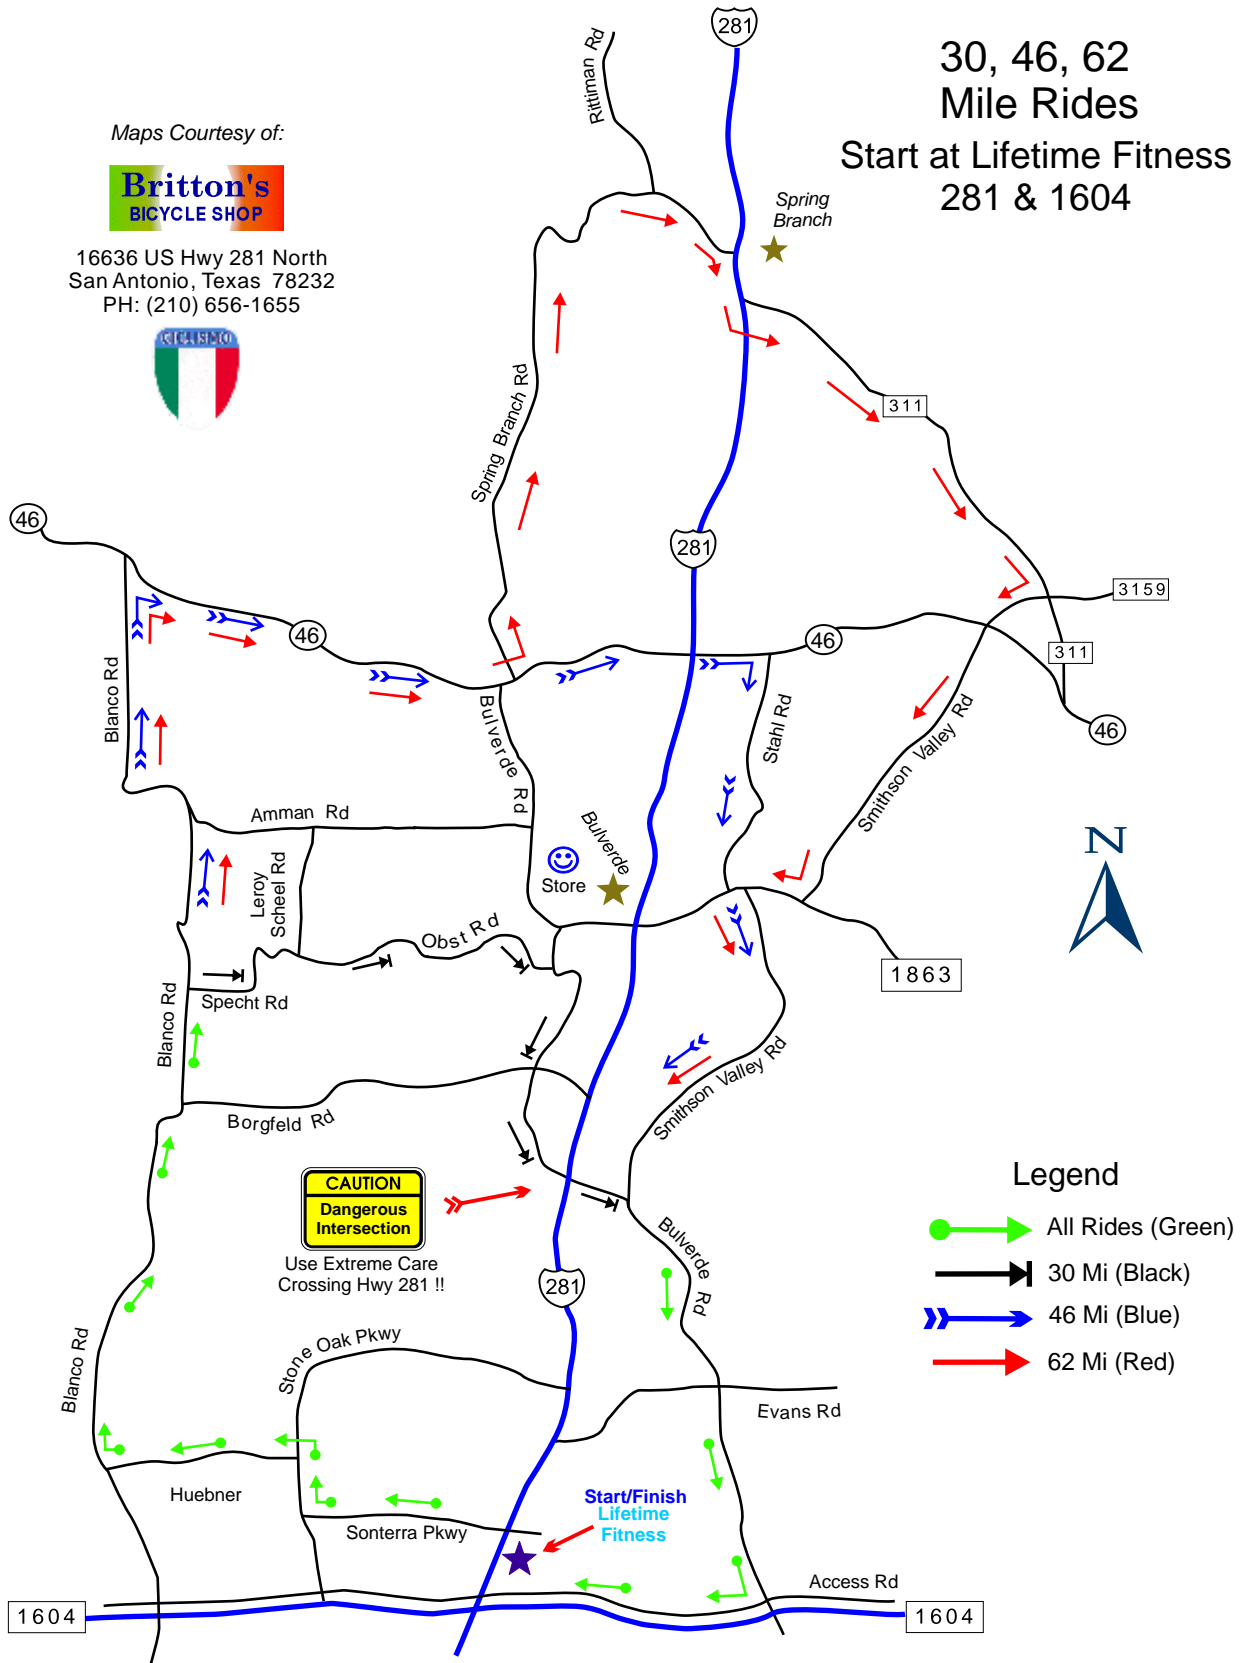 30, 46, 62
Mile Rides
Start at Lifetime Fitness
281 & 1604
Maps Courtesy of:
Britton's
BICYCLE SHOP
16636 US Hwy 281 North
San Antonio, Texas 78232
PH: (210) 656-1655
CICLISMO
281
Rittiman Rd
Spring
Branch
Spring Branch Rd
311
46
281
3159
46
46
311
46
Blanco Rd
Bulverde Rd
Stahl Rd
Smithson Valley Rd
Amman Rd
Leroy
Scheel Rd
Store
Bulverde
N
Obst Rd
1863
Specht Rd
Blanco Rd
Smithson Valley Rd
Borgfeld Rd
CAUTION
Dangerous
Intersection
Use Extreme Care
Crossing Hwy 281 !!
Bulverde Rd
281
Legend
All Rides (Green)
30 Mi (Black)
46 Mi (Blue)
62 Mi (Red)
Blanco Rd
Stone Oak Pkwy
Evans Rd
Huebner
Sonterra Pkwy
Start/Finish
Lifetime
Fitness
Access Rd
1604
1604